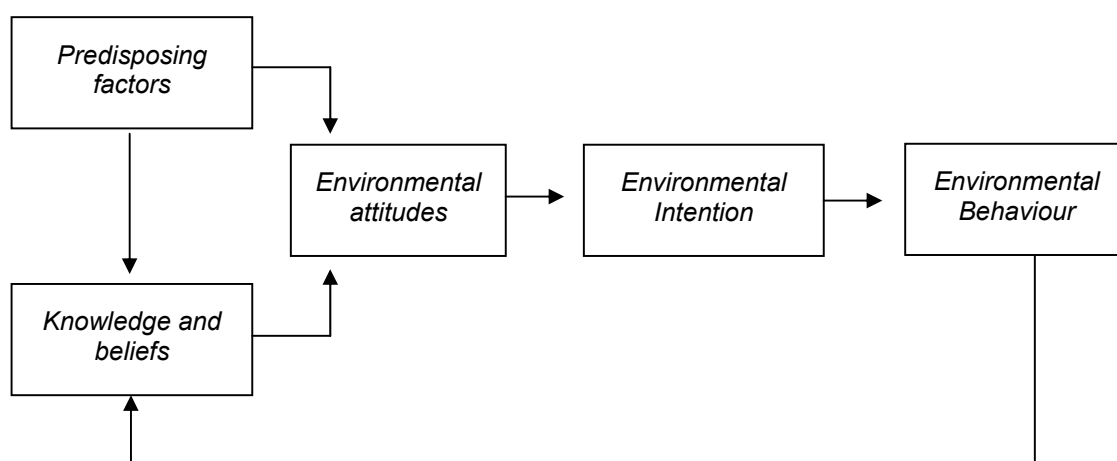 Predisposing
factors
Environmental
attitudes
Environmental
Intention
Environmental
Behaviour
Knowledge and
beliefs